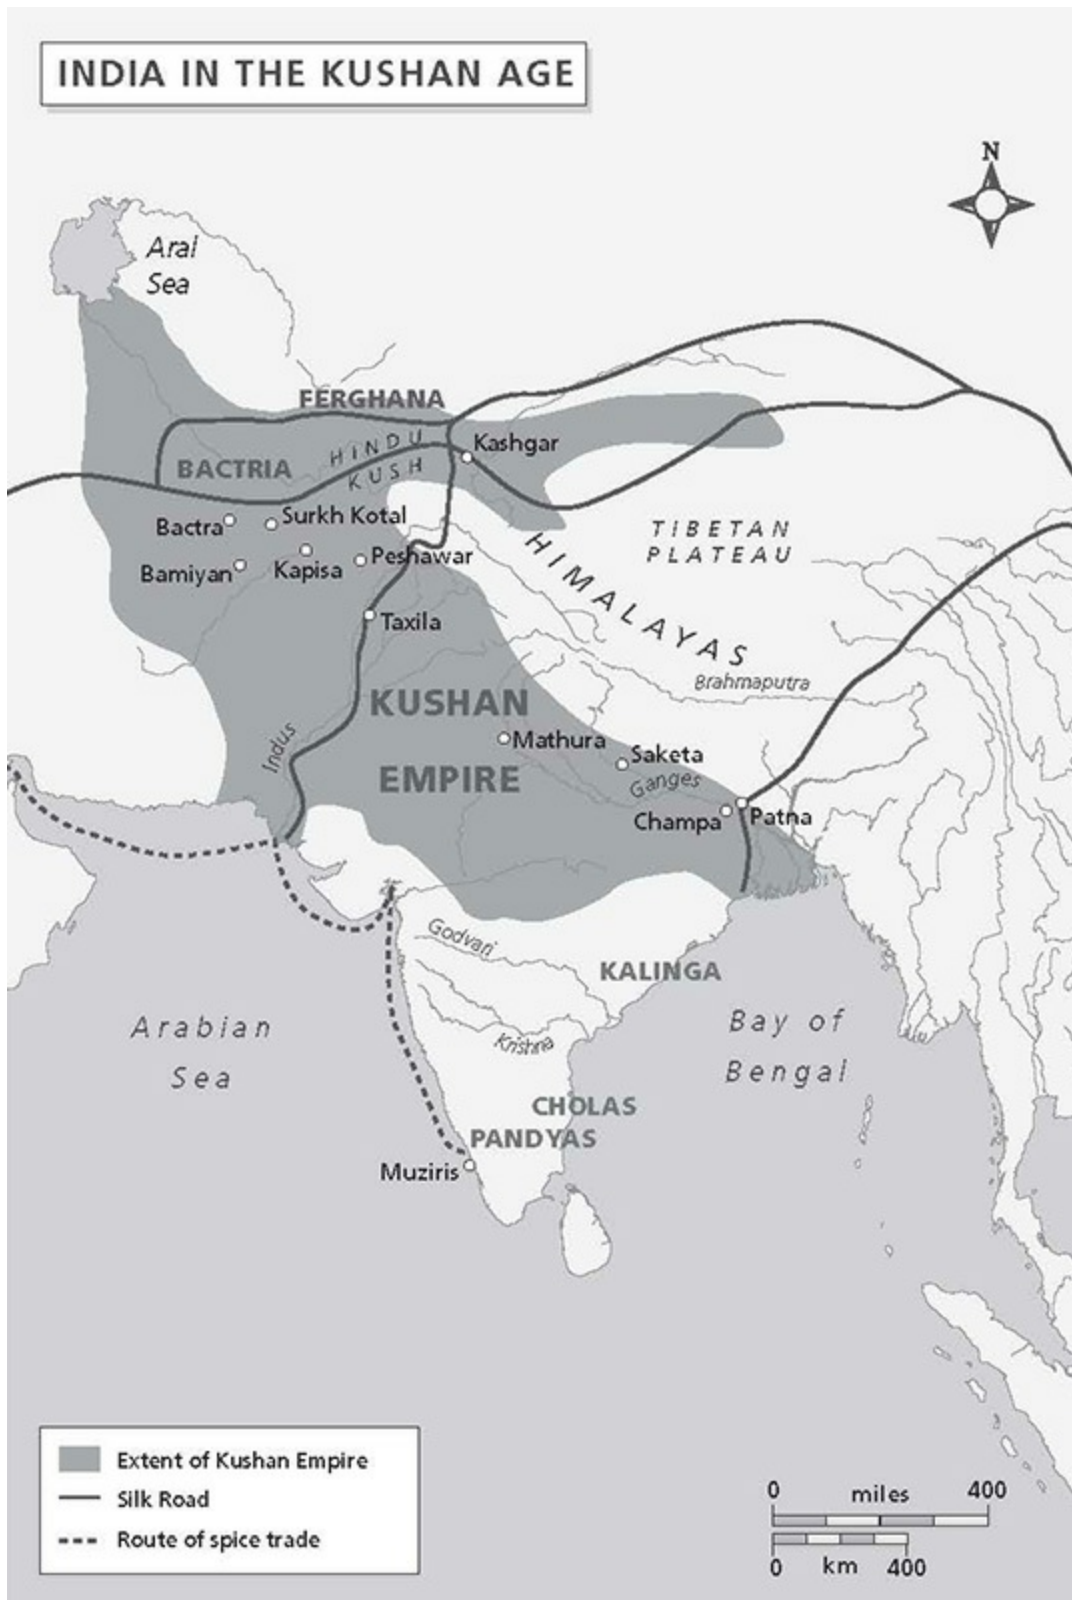 INDIA IN THE KUSHAN AGE
N
Aral
Sea
FERGHANA
HINDU
KUSH
Kashgar
BACTRIA
Bactra
Surkh Kotal
TIBETAN
PLATEAU
Bamiyan
Kapisa
Peshawar
HIMALAYAS
Taxila
Brahmaputra
KUSHAN
EMPIRE
Indus
Mathura
Saketa
Ganges
Champa
Patna
Godvari
KALINGA
Arabian
Sea
Bay of
Bengal
Krishna
CHOLAS
PANDYAS
Muziris
Extent of Kushan Empire
Silk Road
Route of spice trade
0 miles 400
0 km 400